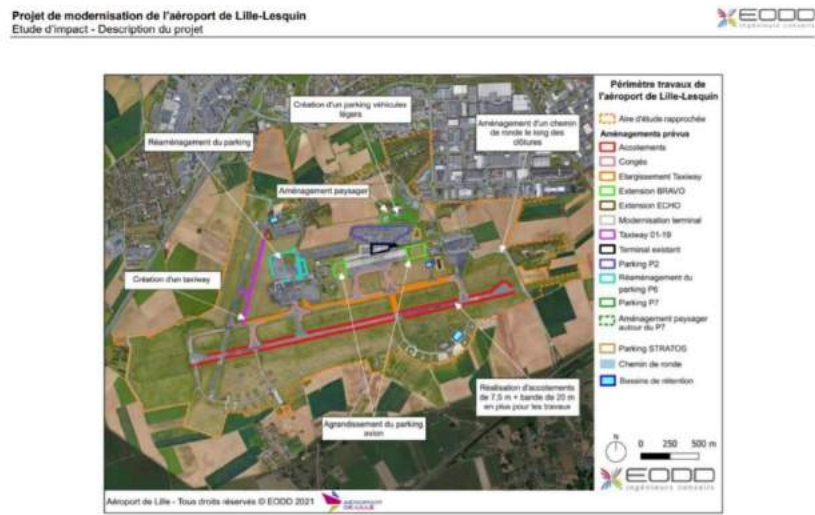 Projet de modernisation de l'aéroport de Lille-Lesquin
Etude d'impact - Description du projet
EODD
ingénieurs conseils
Création d'un parking véhicules
légers
Aménagement d'un chemin
de ronde le long des
clôtures
Réaménagement du parking
Aménagement paysager
Création d'un taxiway
Agrandissement du parking
avion
Réalisation d'accotements
de 7,5 m + bande de 20 m
en plus pour les travaux
Périmètre travaux de
l'aéroport de Lille-Lesquin
Aire d'étude rapprochée
Aménagements prévus
Accotements
Congés
Etargissement Taxiway
Extension BRAVO
Extension ECHO
Modernisation terminal
Taxiway 01-19
Terminal existant
Parking P2
Réaménagement du
parking P6
Parking P7
Aménagement paysager
autour du P7
Parking STRATOS
Chemin de ronde
Bassins de rétention
N
0 250 500 m
EODD
ingénieurs conseils
Aéroport de Lille - Tous droits réservés © EODD 2021
AÉROPORT
DE LILLE